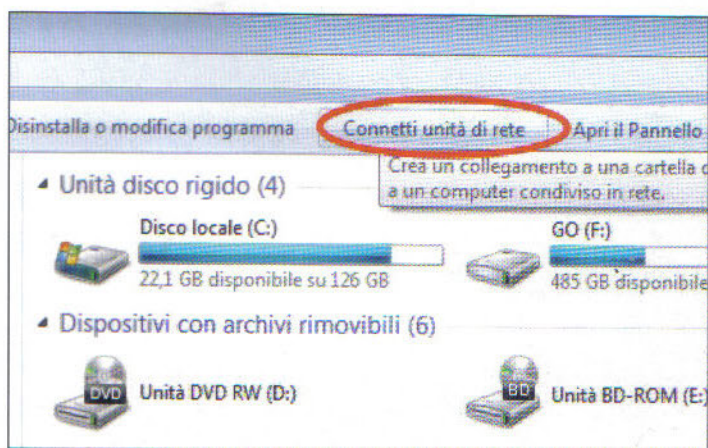 Disinstalla o modifica programma Connetti unità di rete Apri il Pannello
Crea un collegamento a una cartella
a un computer condiviso in rete.
Unità disco rigido (4)
Disco locale (C:) GO (F:)
22,1 GB disponibile su 126 GB 485 GB disponibile
Dispositivi con archivi rimovibili (6)
DVD Unità DVD RW (D:) BD Unità BD-ROM (E:)